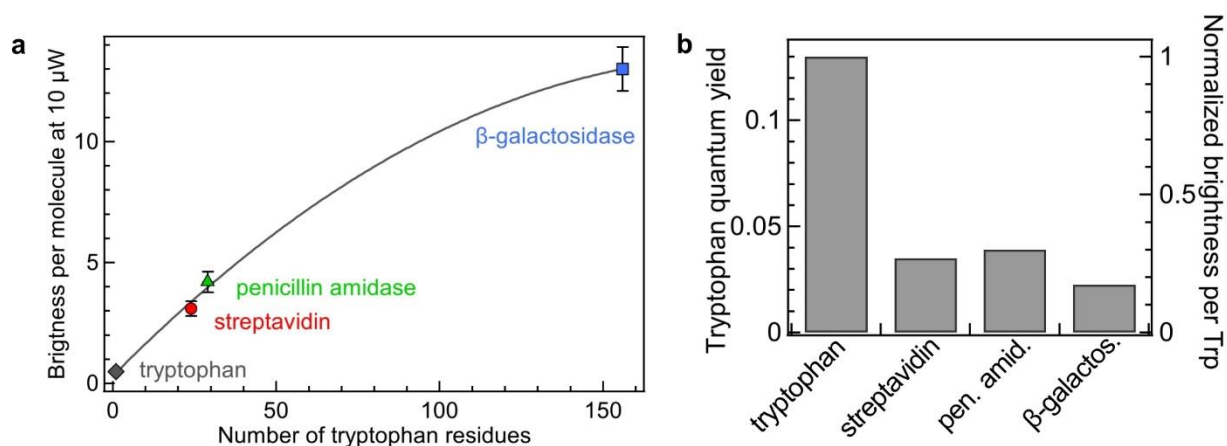 a
Brigtness per molecule at 10 µW
10
5
0
0
50
100
150
Number of tryptophan residues
β-galactosidase
penicillin amidase
streptavidin
tryptophan
b
Tryptophan quantum yield
0.1
0.05
0
1
0.5
0
Normalized brightness per Trp
tryptophan
streptavidin
pen. amid.
β-galactos.